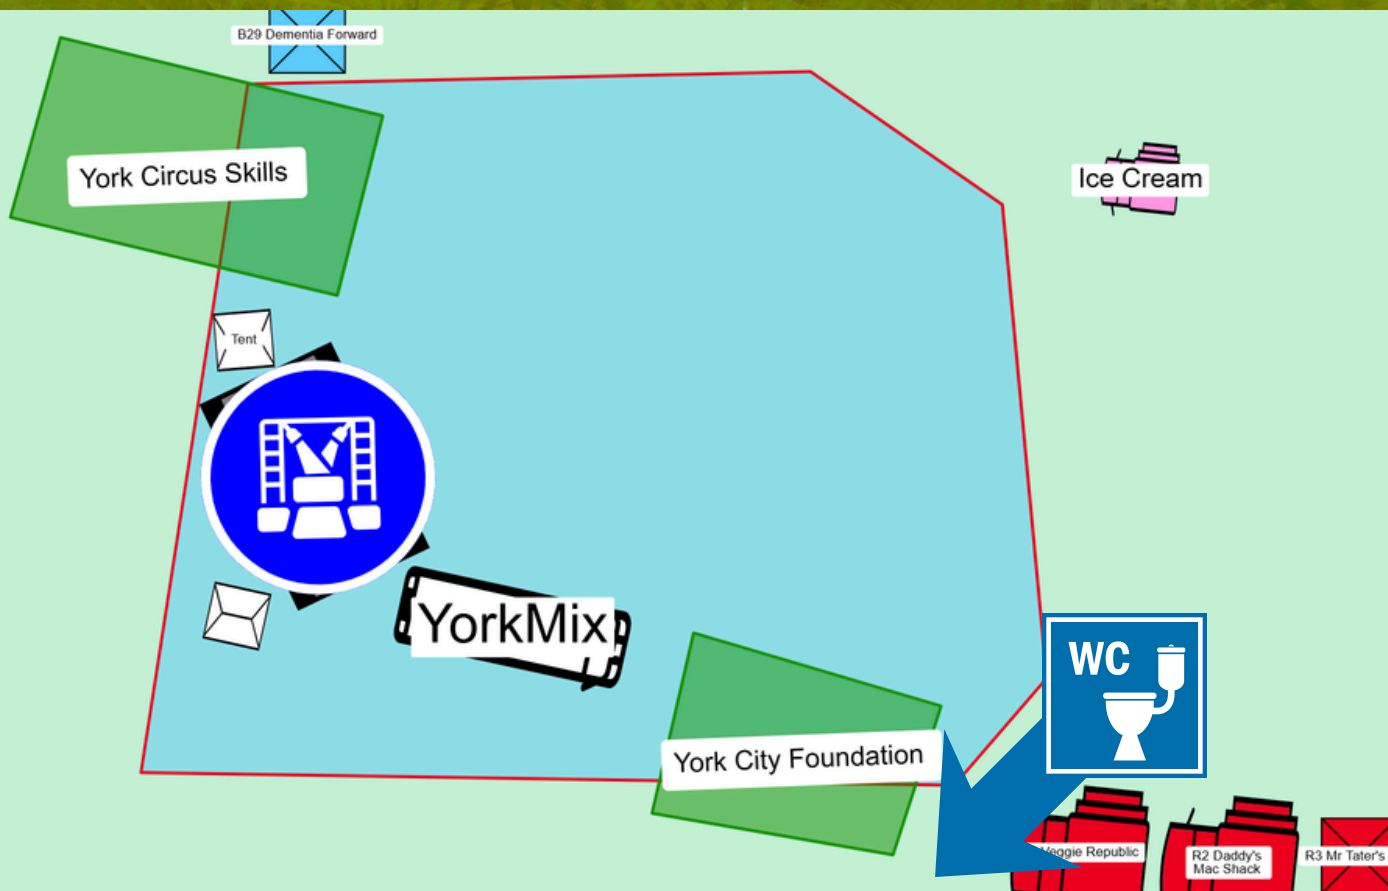 B29 Dementia Forward
York Circus Skills
Ice Cream
Tent
YorkMix
WC
York City Foundation
Veggie Republic
R2 Daddy's
Mac Shack
R3 Mr Tater's